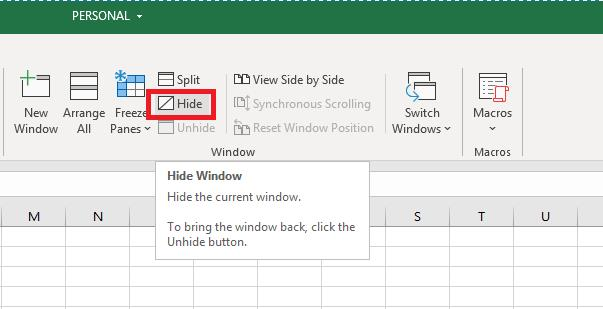 PERSONAL
Split
View Side by Side
Hide
Synchronous Scrolling
New Window
Arrange All
Freeze Panes
Unhide
Reset Window Position
Switch Windows
Macros
Window
Macros
Hide Window
Hide the current window.
To bring the window back, click the
Unhide button.
M N S T U